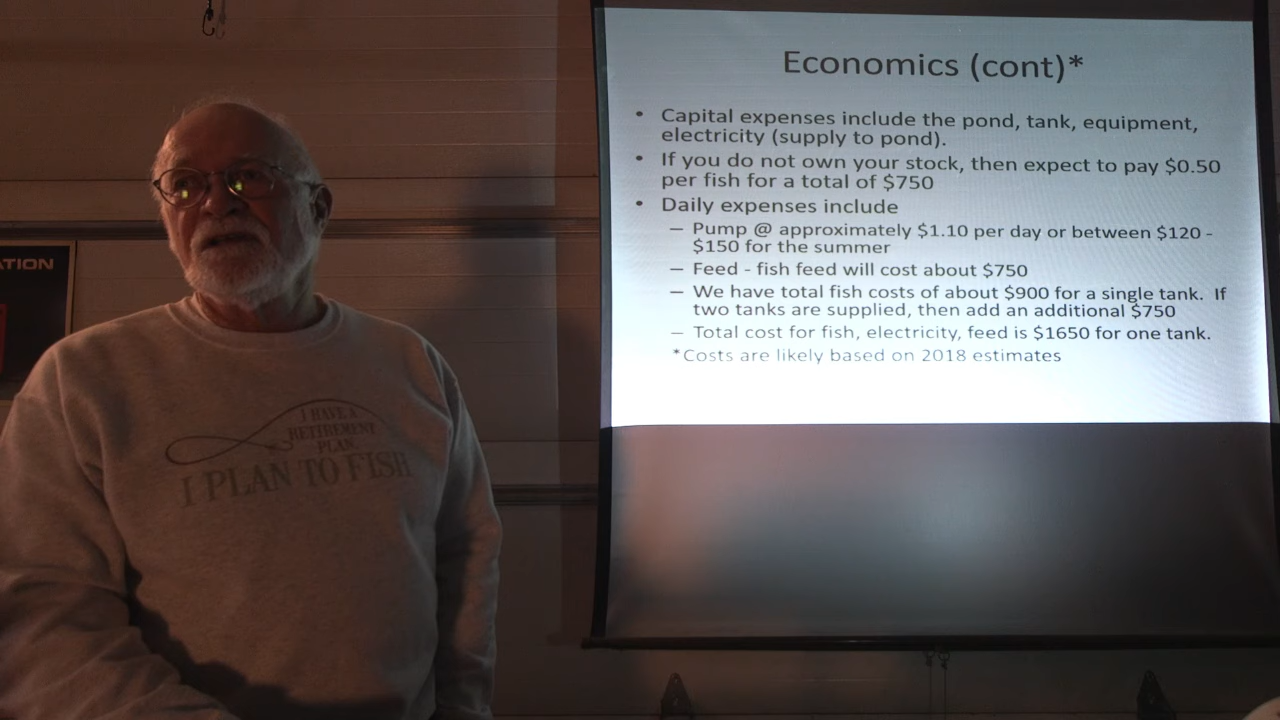 Economics (cont)*
• Capital expenses include the pond, tank, equipment,
electricity (supply to pond).
• If you do not own your stock, then expect to pay $0.50
per fish for a total of $750
• Daily expenses include
– Pump @ approximately $1.10 per day or between $120 -
$150 for the summer
– Feed - fish feed will cost about $750
– We have total fish costs of about $900 for a single tank. If
two tanks are supplied, then add an additional $750
– Total cost for fish, electricity, feed is $1650 for one tank.
*Costs are likely based on 2018 estimates
ATION
I HAVE A
RETIREMENT
PLAN,
I PLAN TO FISH